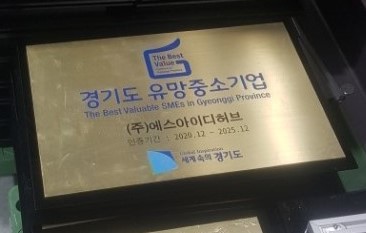 The Best
Value
경기도 유망중소기업
The Best Valuable SMEs in Gyeonggi Province
(주)에스아이디허브
인증기간 : 2020.12 ~ 2025.12
Global Inspiration
세계속의 경기도